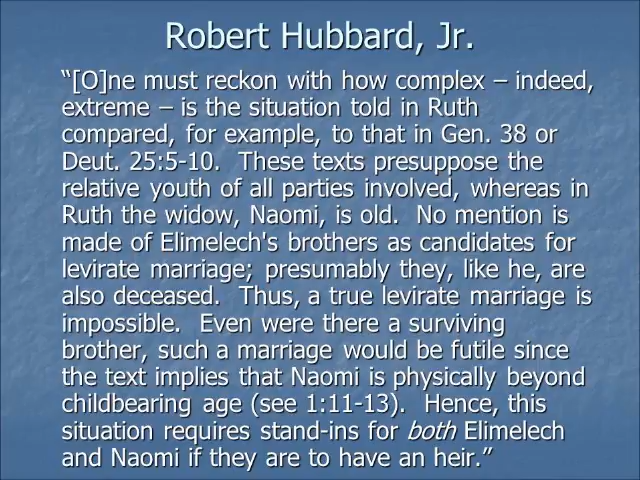 Robert Hubbard, Jr.
“[O]ne must reckon with how complex – indeed,
extreme – is the situation told in Ruth
compared, for example, to that in Gen. 38 or
Deut. 25:5-10.  These texts presuppose the
relative youth of all parties involved, whereas in
Ruth the widow, Naomi, is old.  No mention is
made of Elimelech's brothers as candidates for
levirate marriage; presumably they, like he, are
also deceased.  Thus, a true levirate marriage is
impossible.  Even were there a surviving
brother, such a marriage would be futile since
the text implies that Naomi is physically beyond
childbearing age (see 1:11-13).  Hence, this
situation requires stand-ins for both Elimelech
and Naomi if they are to have an heir.”